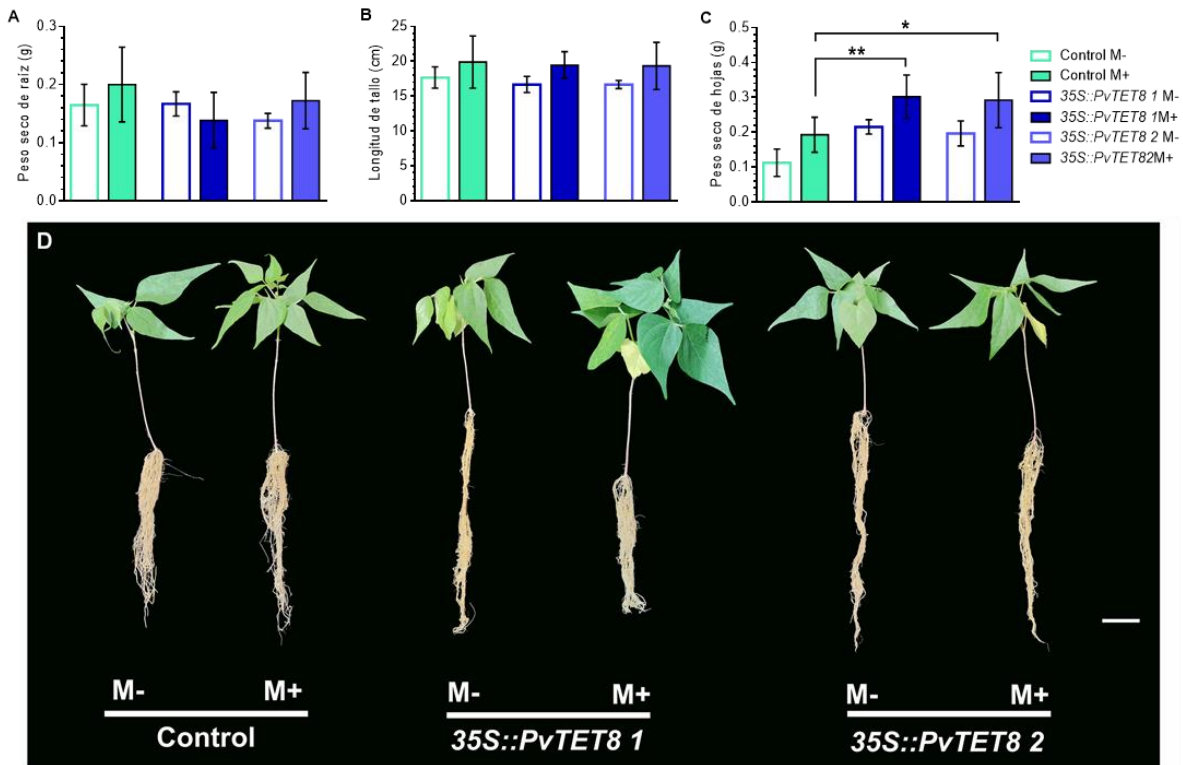 A
Peso seco de raíz (g)
0.3
0.2
0.1
0.0
B
Longitud de tallo (cm)
25
20
15
10
5
0
C
Peso seco de hojas (g)
0.5
0.4
0.3
0.2
0.1
0.0
*
**
Control M-
Control M+
35S::PvTET8 1 M-
35S::PvTET8 1M+
35S::PvTET8 2 M-
35S::PvTET82M+
D
M- M+ M- M+ M- M+
Control 35S::PvTET8 1 35S::PvTET8 2